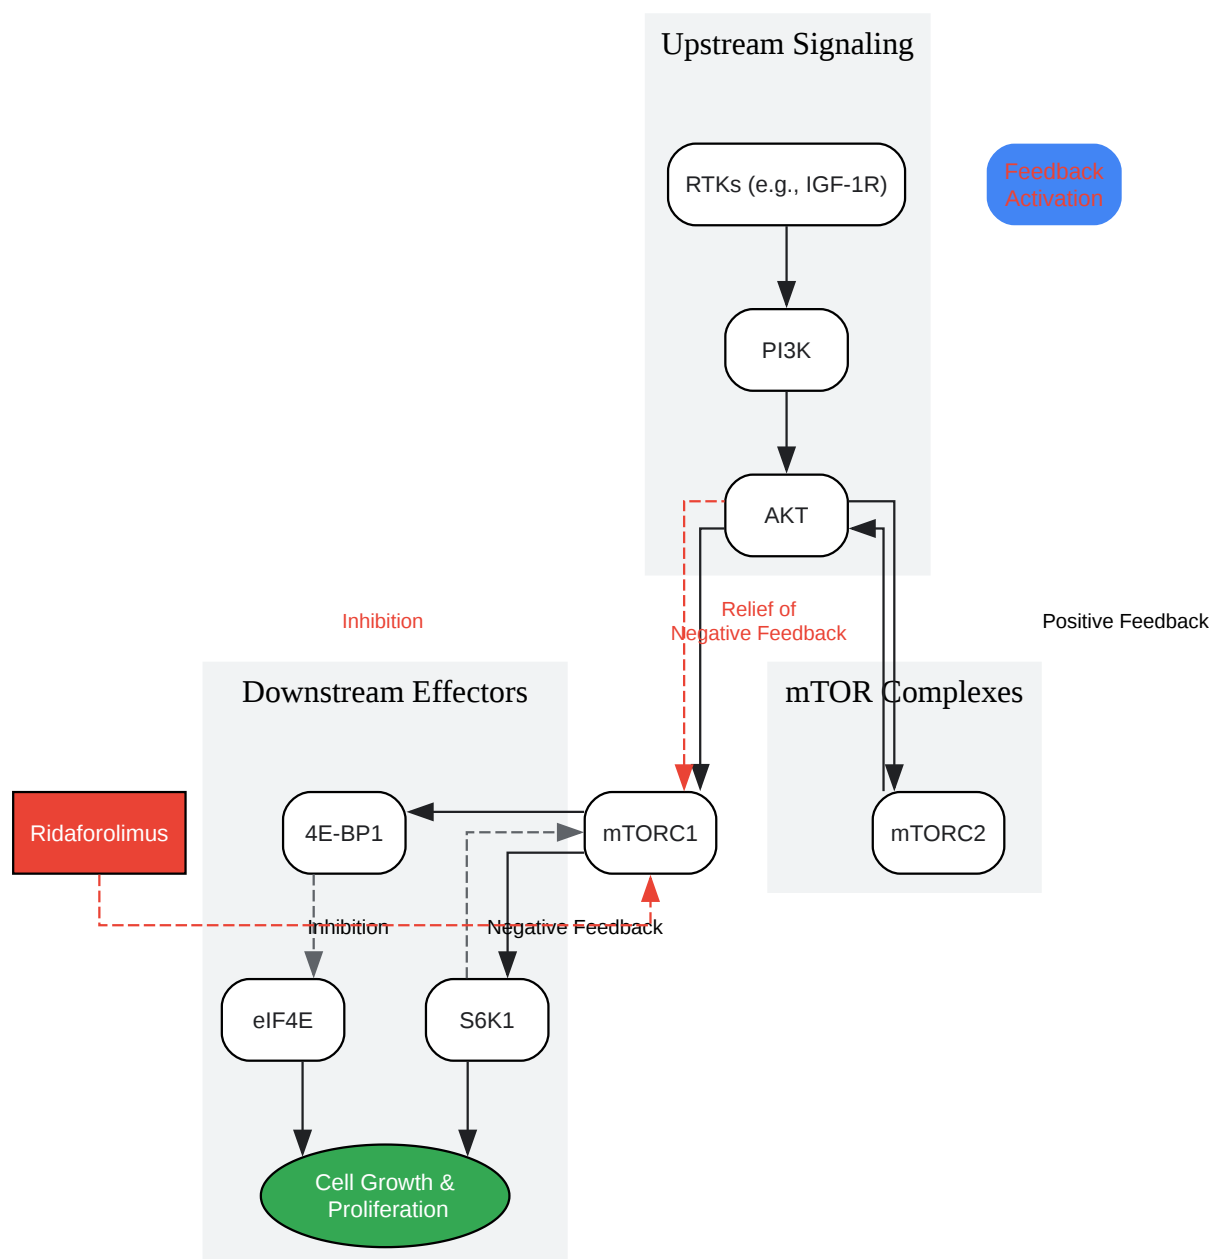 Upstream Signaling
RTKs (e.g., IGF-1R)
Feedback
Activation
PI3K
AKT
Inhibition
Relief of
Negative Feedback
Positive Feedback
Downstream Effectors
mTOR Complexes
Ridaforolimus
4E-BP1
mTORC1
mTORC2
Inhibition
Negative Feedback
eIF4E
S6K1
Cell Growth &
Proliferation